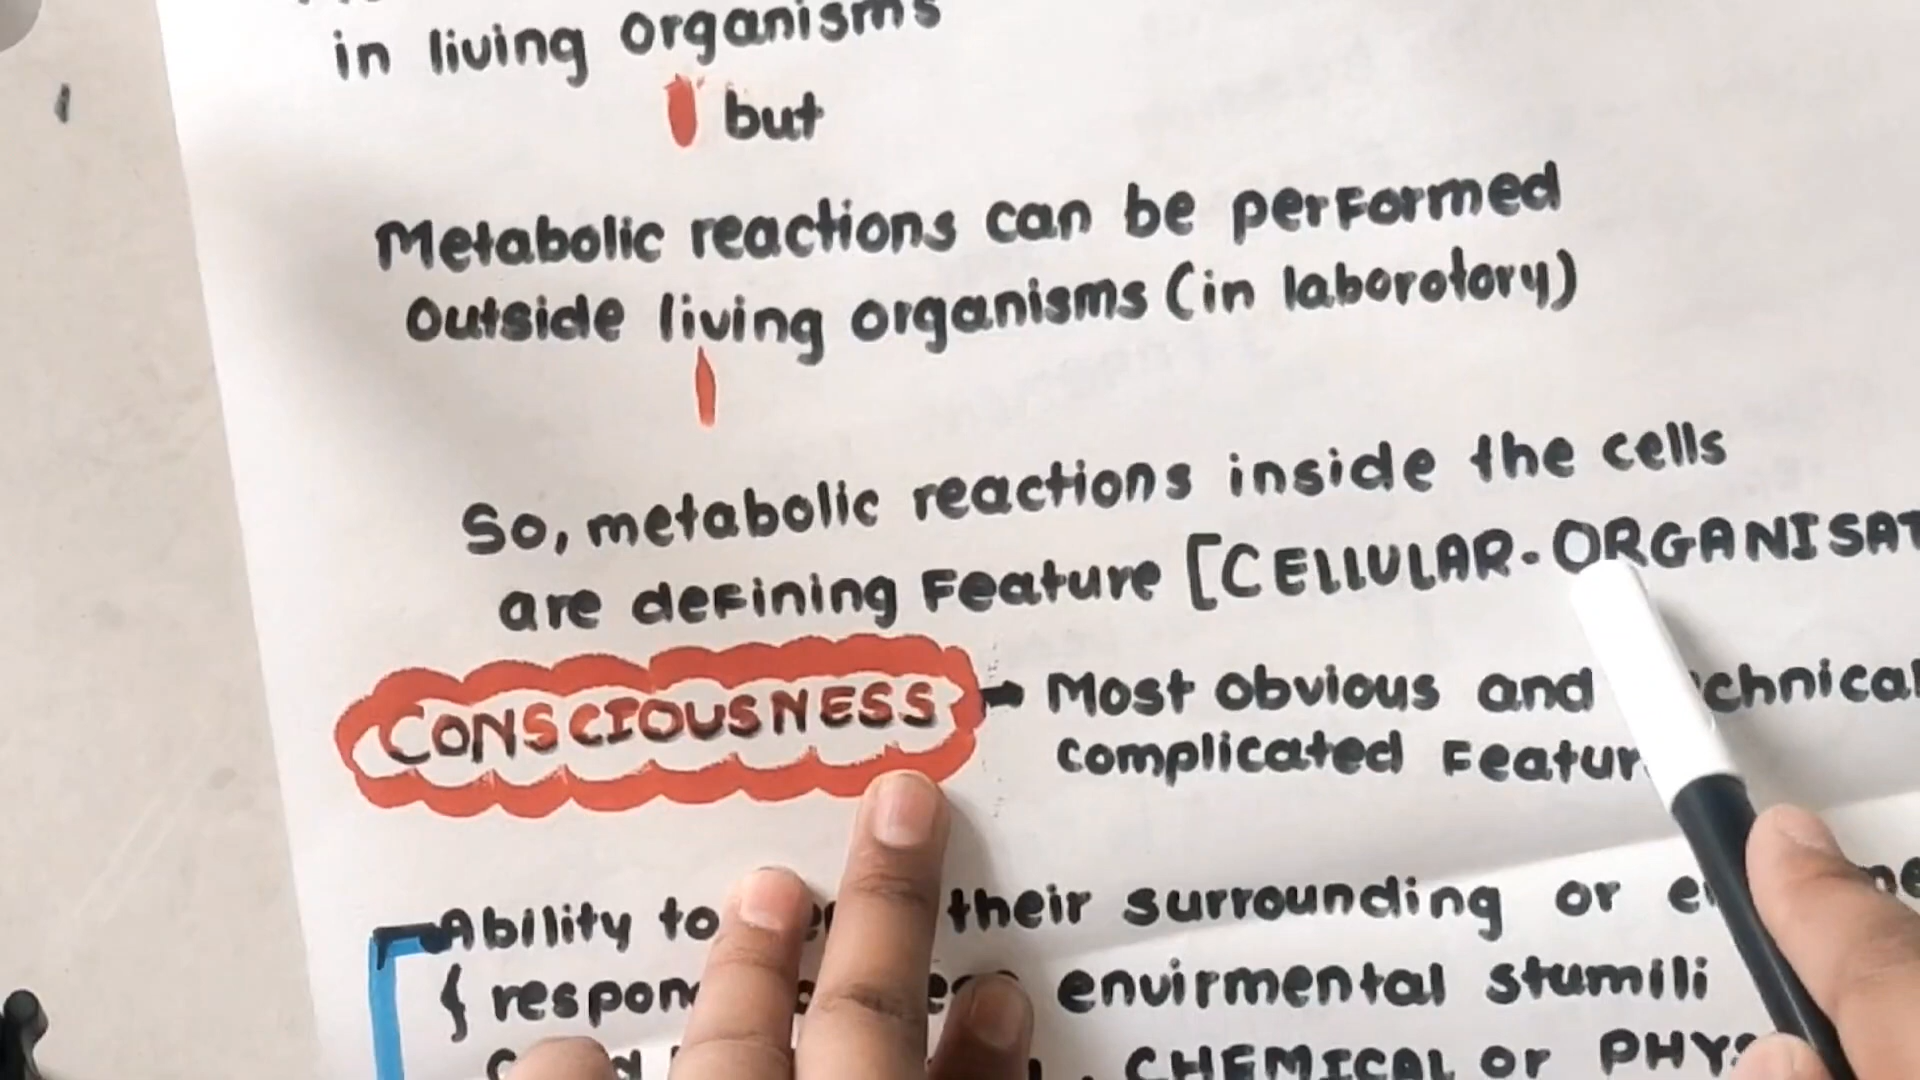 in living organisms
but
Metabolic reactions can be performed
outside living organisms (in laborotory)
So, metabolic reactions inside the cells
are defining Feature [CELLULAR-ORGANISAT
CONSCIOUSNESS - Most obvious and
complicated
Ability to their surrounding or
{ envirmental stumili
CHEMICAL or